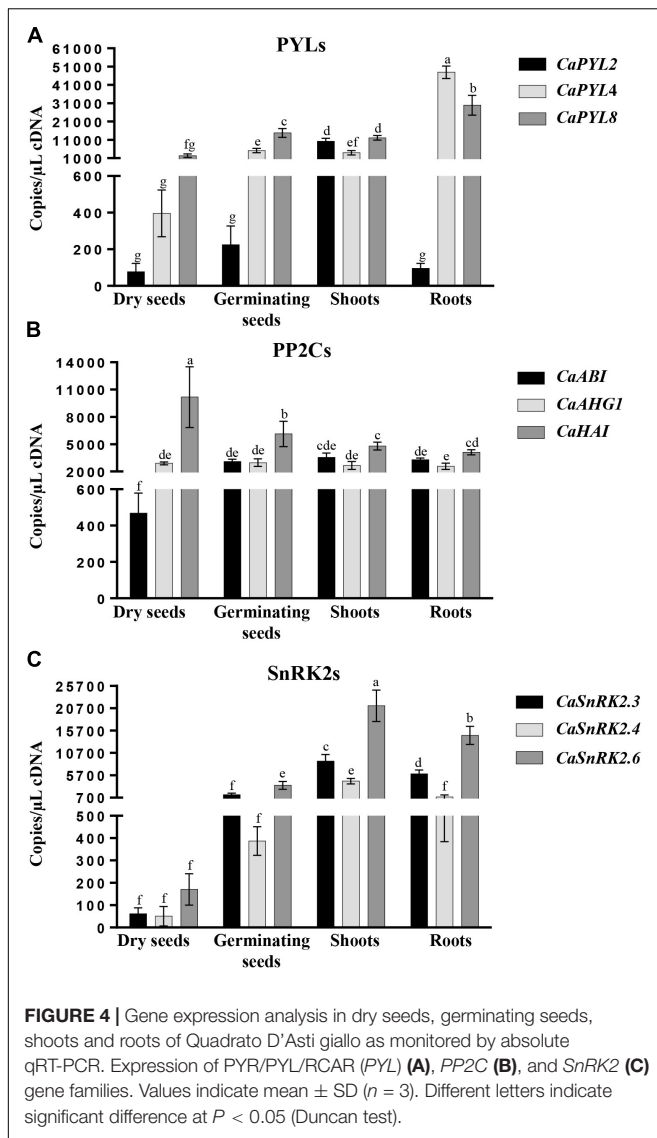 A
PYLs
61000
51000
41000
31000
21000
11000
1000
600
400
200
0
Copies/µL cDNA
CaPYL2
CaPYL4
CaPYL8
g g fg
g e c
d ef d
g a b
Dry seeds Germinating seeds Shoots Roots
B
PP2Cs
14000
11000
8000
5000
2000
600
400
200
0
Copies/µL cDNA
CaABI
CaAHG1
CaHAI
f de a
de de b
cde de c
de e cd
Dry seeds Germinating seeds Shoots Roots
C
SnRK2s
25700
20700
15700
10700
5700
700
500
400
300
200
100
0
Copies/µL cDNA
CaSnRK2.3
CaSnRK2.4
CaSnRK2.6
f f f
f f e
c e a
d f b
Dry seeds Germinating seeds Shoots Roots
FIGURE 4 | Gene expression analysis in dry seeds, germinating seeds,
shoots and roots of Quadrato D'Asti giallo as monitored by absolute
qRT-PCR. Expression of PYR/PYL/RCAR (PYL) (A), PP2C (B), and SnRK2 (C)
gene families. Values indicate mean ± SD (n = 3). Different letters indicate
significant difference at P < 0.05 (Duncan test).